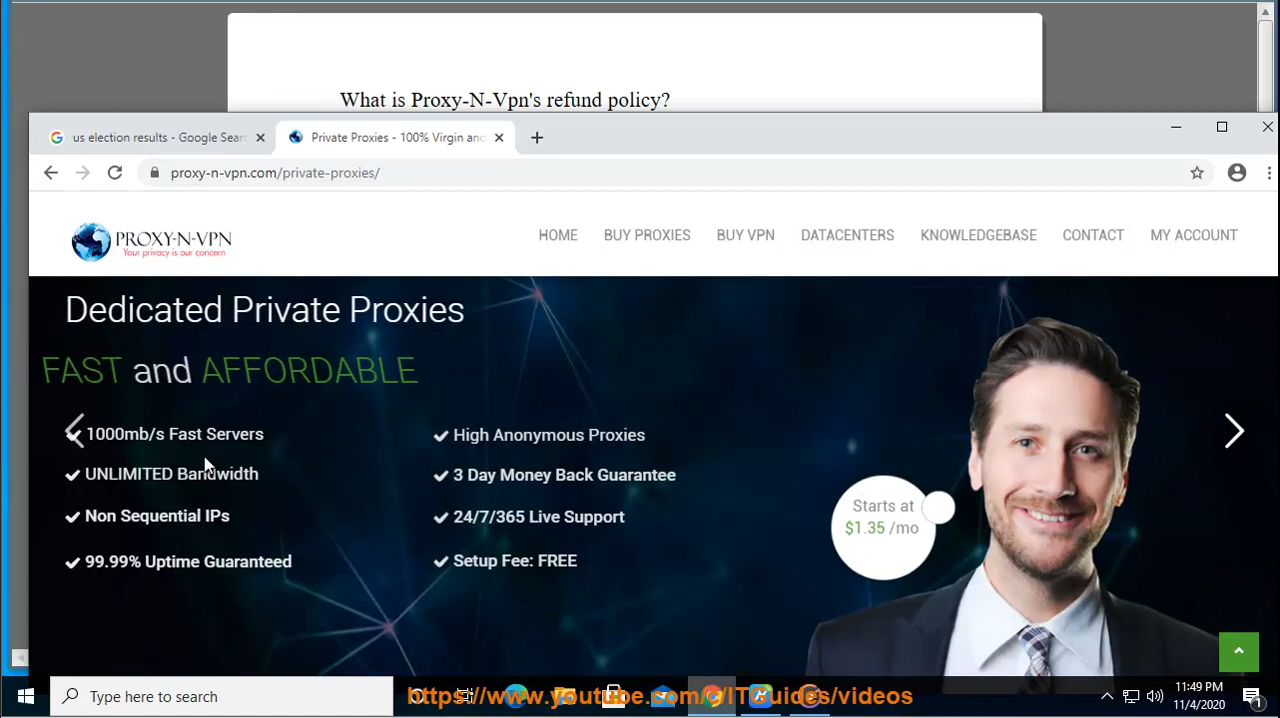 What is Proxy-N-Vpn's refund policy?
us election results - Google Sear
Private Proxies - 100% Virgin and
proxy-n-vpn.com/private-proxies/
PROXY-N-VPN
Your privacy is our concern
HOME BUY PROXIES BUY VPN DATACENTERS KNOWLEDGEBASE CONTACT MY ACCOUNT
Dedicated Private Proxies
FAST and AFFORDABLE
1000mb/s Fast Servers
High Anonymous Proxies
UNLIMITED Bandwidth
3 Day Money Back Guarantee
Non Sequential IPs
24/7/365 Live Support
99.99% Uptime Guaranteed
Setup Fee: FREE
Starts at
$1.35 /mo
Type here to search
https://www.youtube.com/c/ITGuides/videos
11:49 PM
11/4/2020
1